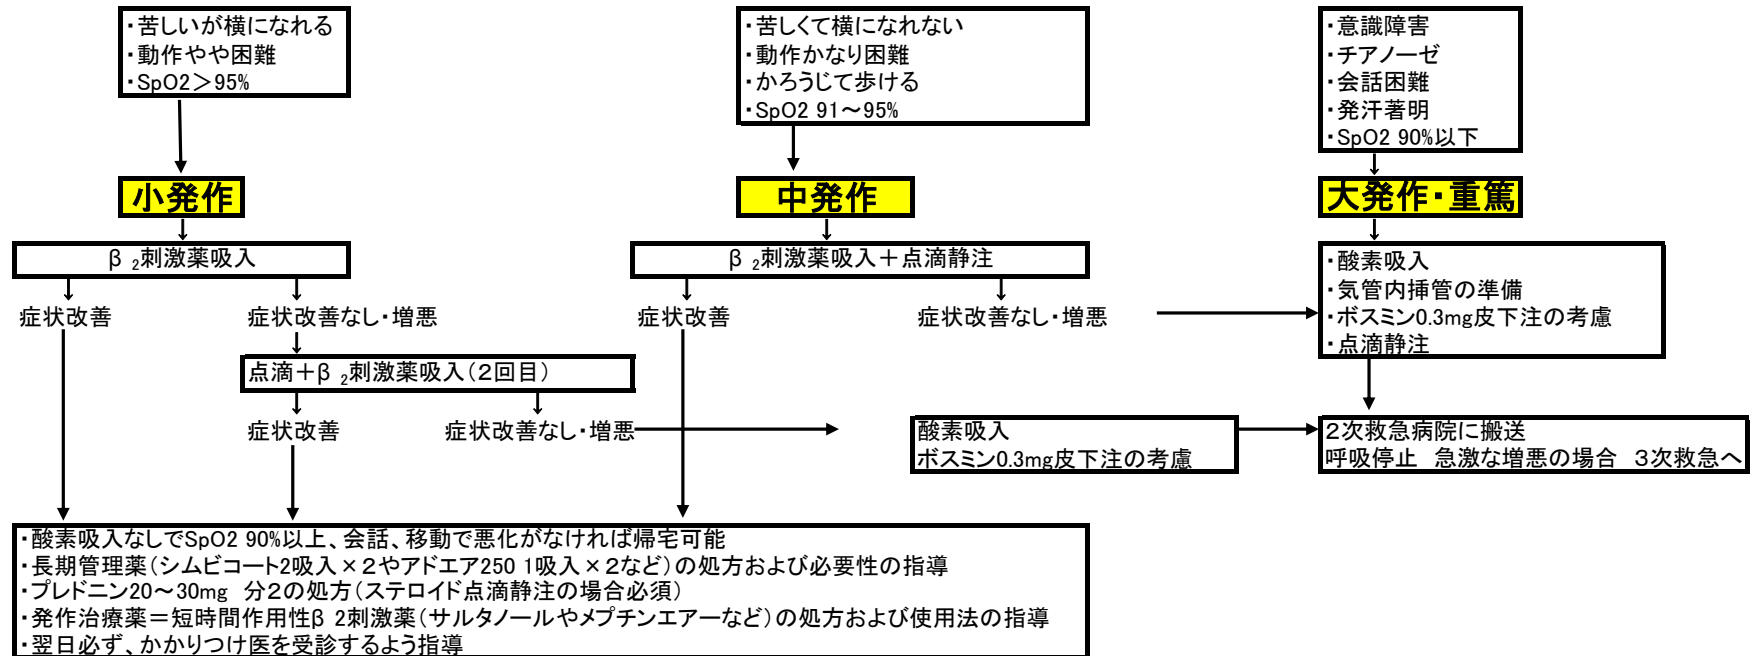 ・苦しいが横になれる
・動作やや困難
・SpO2＞95%
・苦しくて横になれない
・動作かなり困難
・かろうじて歩ける
・SpO2 91～95%
・意識障害
・チアノーゼ
・会話困難
・発汗著明
・SpO2 90%以下
小発作
中発作
大発作・重篤
β ₂刺激薬吸入
β ₂刺激薬吸入＋点滴静注
・酸素吸入
・気管内挿管の準備
・ボスミン0.3mg皮下注の考慮
・点滴静注
症状改善
症状改善なし・増悪
症状改善
症状改善なし・増悪
点滴＋β ₂刺激薬吸入（２回目）
症状改善
症状改善なし・増悪
酸素吸入
ボスミン0.3mg皮下注の考慮
２次救急病院に搬送
呼吸停止　急激な増悪の場合　３次救急へ
・酸素吸入なしでSpO2 90%以上、会話、移動で悪化がなければ帰宅可能
・長期管理薬（シムビコート2吸入×２やアドエア250 1吸入×２など）の処方および必要性の指導
・プレドニン20～30mg　分２の処方（ステロイド点滴静注の場合必須）
・発作治療薬＝短時間作用性β 2刺激薬（サルタノールやメプチンエアーなど）の処方および使用法の指導
・翌日必ず、かかりつけ医を受診するよう指導